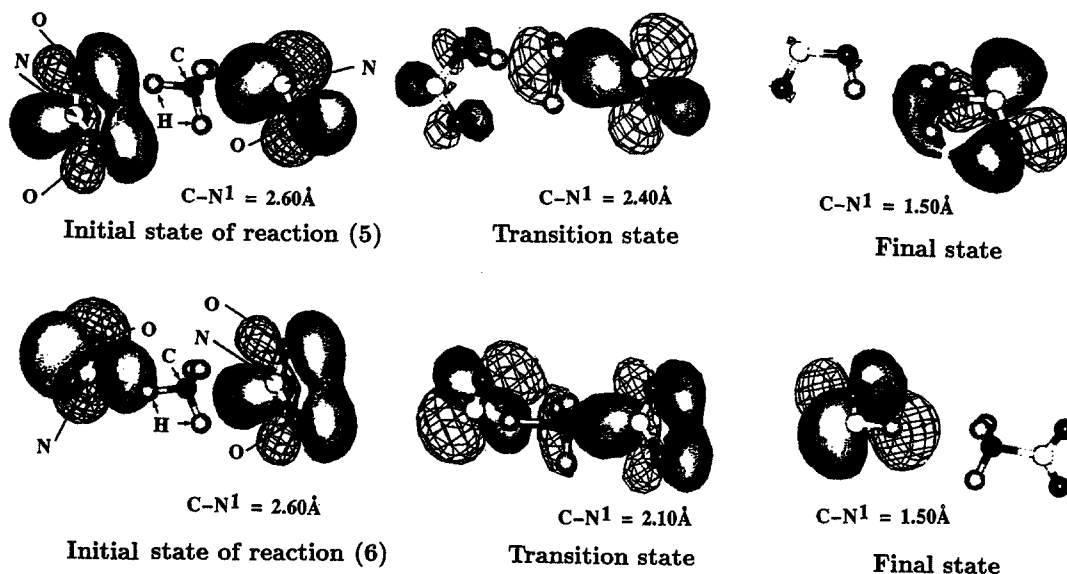 O
N
C
H
O
O
N
C–N¹ = 2.60Å
Initial state of reaction (5)
C–N¹ = 2.40Å
Transition state
C–N¹ = 1.50Å
Final state
O
O
N
C
H
N
O
C–N¹ = 2.60Å
Initial state of reaction (6)
C–N¹ = 2.10Å
Transition state
C–N¹ = 1.50Å
Final state